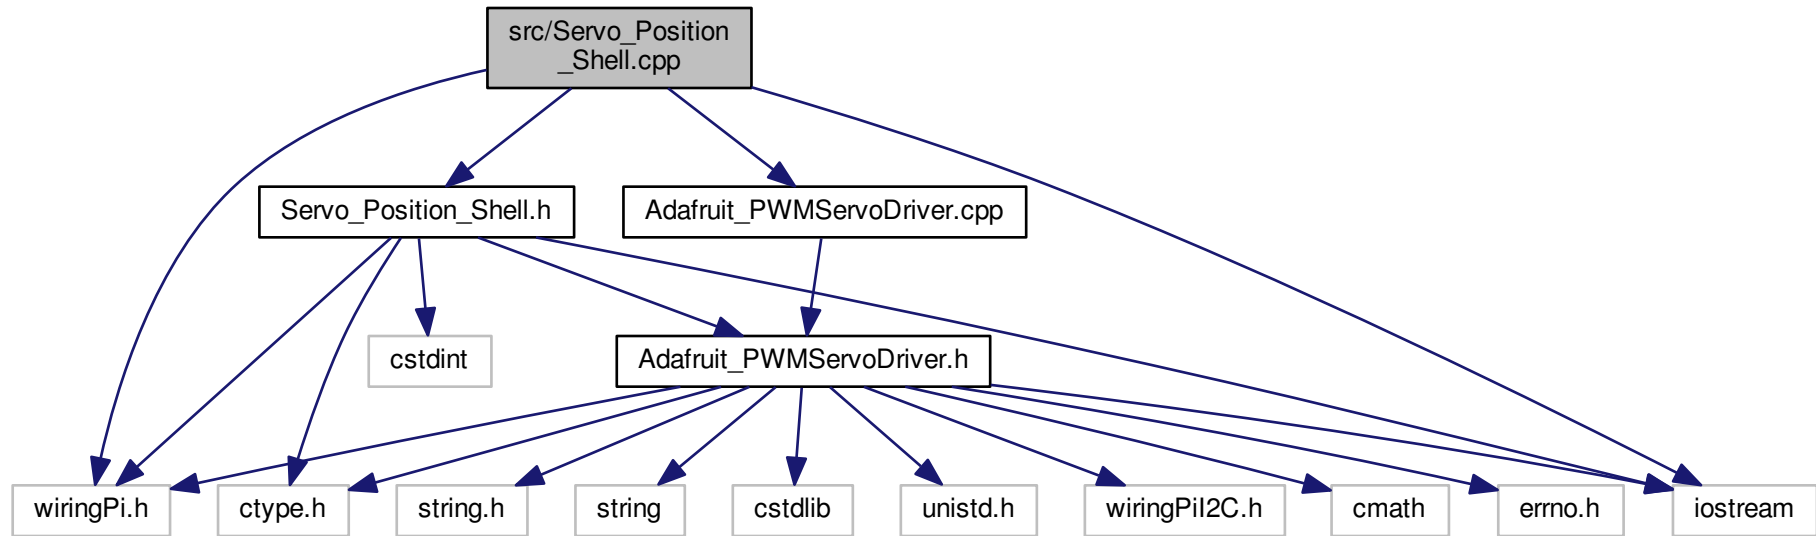 src/Servo_Position
_Shell.cpp
Servo_Position_Shell.h
Adafruit_PWMServoDriver.cpp
cstdint
Adafruit_PWMServoDriver.h
wiringPi.h
ctype.h
string.h
string
cstdlib
unistd.h
wiringPiI2C.h
cmath
errno.h
iostream